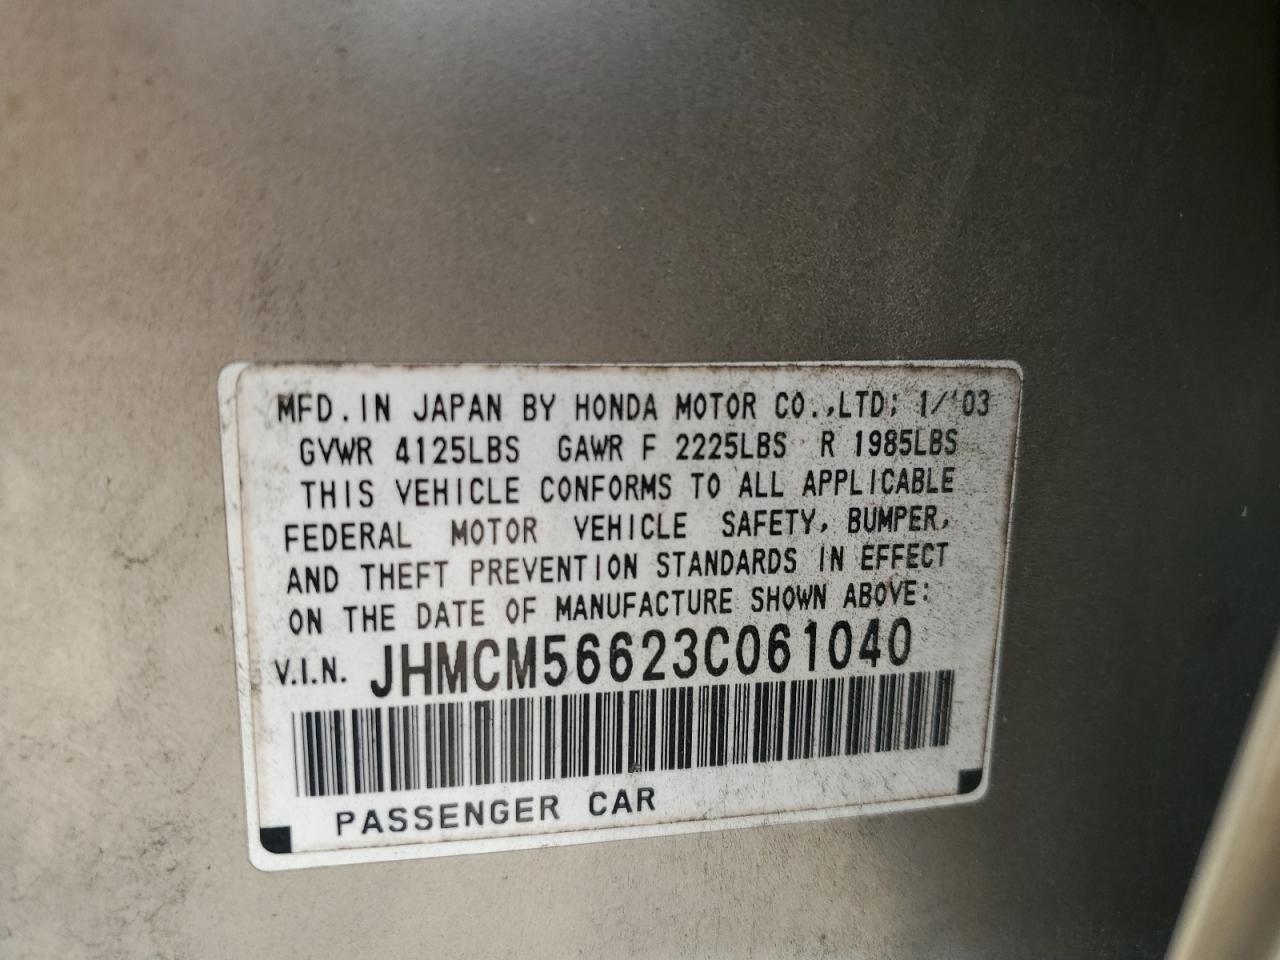 MFD. IN JAPAN BY HONDA MOTOR CO.,LTD; 1/'03
GVWR 4125LBS GAWR F 2225LBS R 1985LBS
THIS VEHICLE CONFORMS TO ALL APPLICABLE
FEDERAL MOTOR VEHICLE SAFETY, BUMPER,
AND THEFT PREVENTION STANDARDS IN EFFECT
ON THE DATE OF MANUFACTURE SHOWN ABOVE:
V.I.N. JHMCM56623C061040
PASSENGER CAR